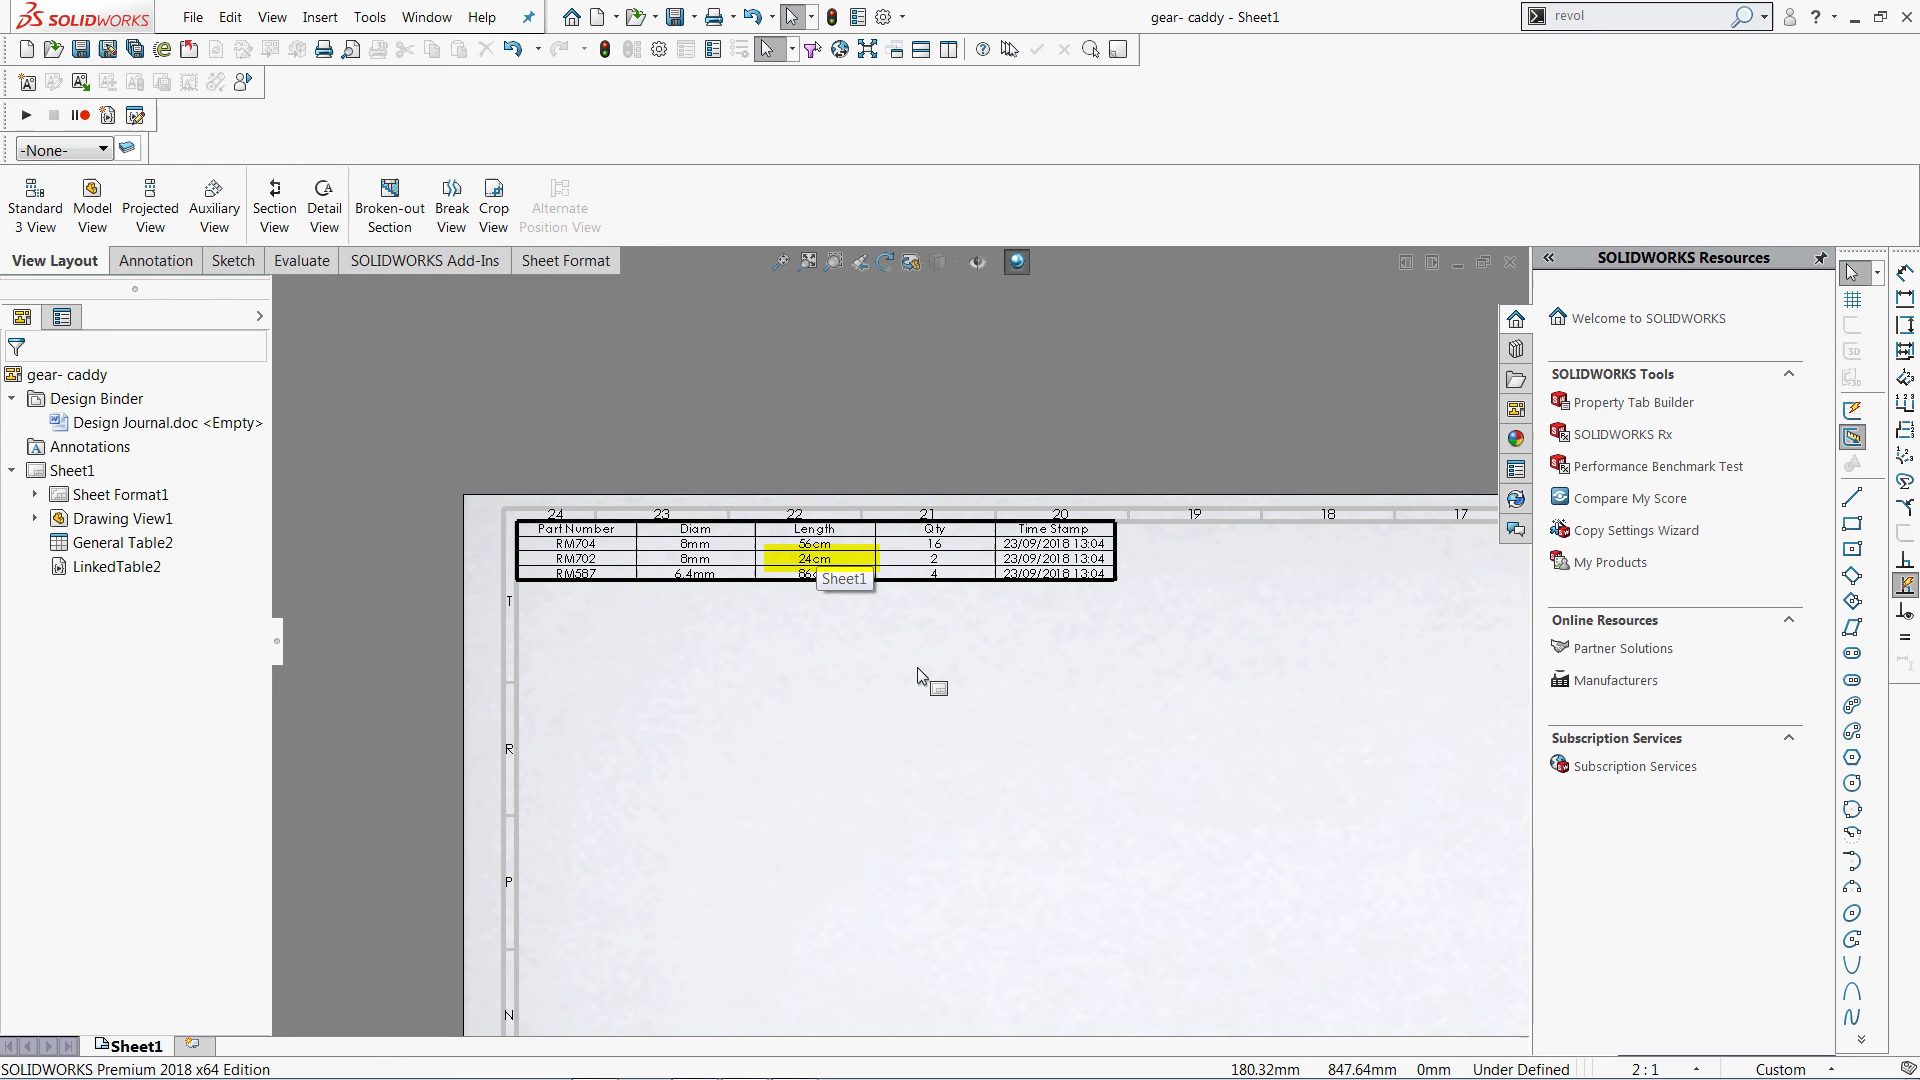 SOLIDWORKS File Edit View Insert Tools Window Help gear- caddy - Sheet1 revol ?
-None-
Standard 3 View
Model View
Projected View
Auxiliary View
Section View
Detail View
Broken-out Section
Break View
Crop View
Alternate Position View
View Layout Annotation Sketch Evaluate SOLIDWORKS Add-Ins Sheet Format
gear- caddy
Design Binder
Design Journal.doc <Empty>
Annotations
Sheet1
Sheet Format1
Drawing View1
General Table2
LinkedTable2
24 23 22 21 20 19 18 17
Part Number Diam Length Qty Time Stamp
RM704 8mm 56cm 16 23/09/2018 13:04
RM702 8mm 24cm 2 23/09/2018 13:04
RM587 6.4mm 4 23/09/2018 13:04
Sheet1
T
R
P
N
SOLIDWORKS Resources
Welcome to SOLIDWORKS
SOLIDWORKS Tools
Property Tab Builder
SOLIDWORKS Rx
Performance Benchmark Test
Compare My Score
Copy Settings Wizard
My Products
Online Resources
Partner Solutions
Manufacturers
Subscription Services
Subscription Services
Sheet1
SOLIDWORKS Premium 2018 x64 Edition 180.32mm 847.64mm 0mm Under Defined 2 : 1 Custom